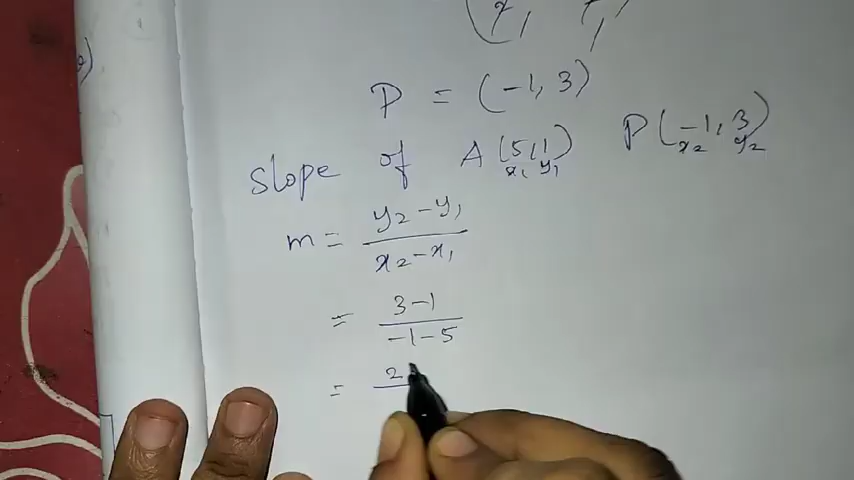 P = (-1, 3)
slope of A(5,1) P(-1, 3)
x₁ y₁ x₂ y₂
m = y₂-y₁ / x₂-x₁
= 3-1 / -1-5
= 2